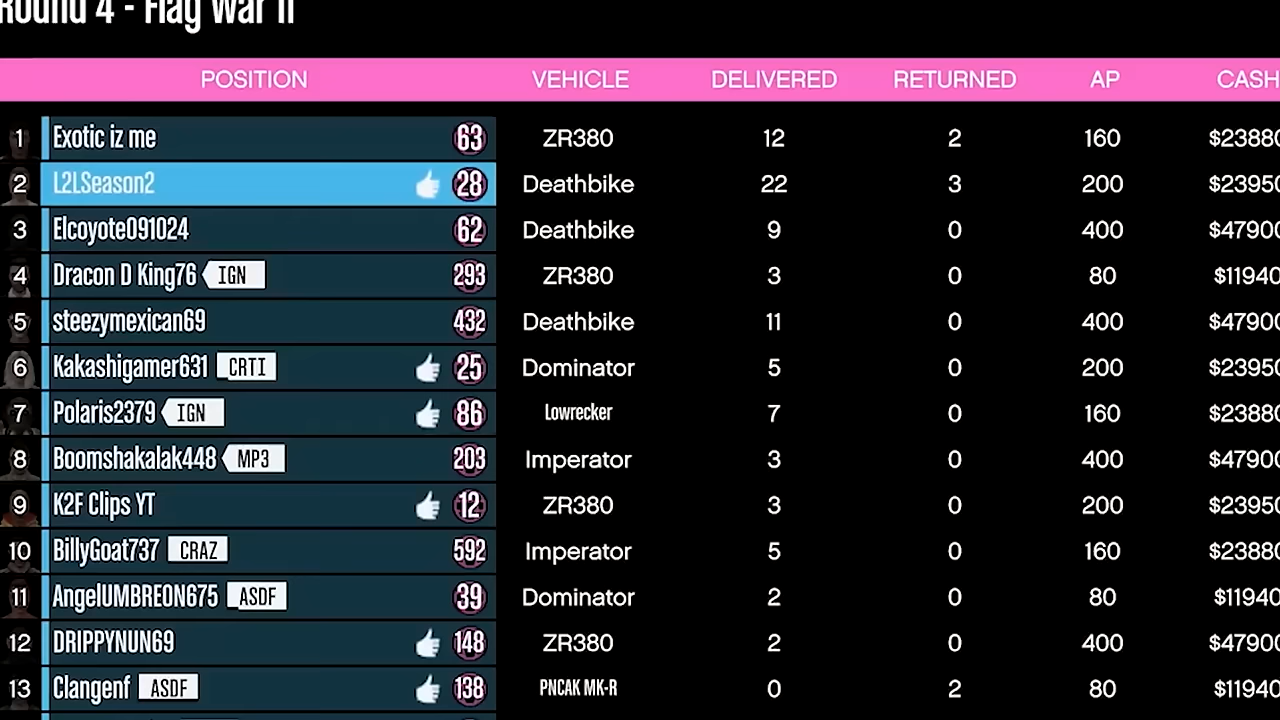 Round 4 - Flag War II
POSITION VEHICLE DELIVERED RETURNED AP CASH
1 Exotic iz me 63 ZR380 12 2 160 $23880
2 L2LSeason2 28 Deathbike 22 3 200 $23950
3 Elcoyote091024 62 Deathbike 9 0 400 $47900
4 Dracon D King76 IGN 293 ZR380 3 0 80 $11940
5 steezymexican69 432 Deathbike 11 0 400 $47900
6 Kakashigamer631 CRTI 25 Dominator 5 0 200 $23950
7 Polaris2379 IGN 86 Lowrecker 7 0 160 $23880
8 Boomshakalak448 MP3 203 Imperator 3 0 400 $47900
9 K2F Clips YT 12 ZR380 3 0 200 $23950
10 BillyGoat737 CRAZ 592 Imperator 5 0 160 $23880
11 AngelUMBREON675 ASDF 39 Dominator 2 0 80 $11940
12 DRIPPYNUN69 148 ZR380 2 0 400 $47900
13 Clangenf ASDF 138 PNCAK MK-R 0 2 80 $11940